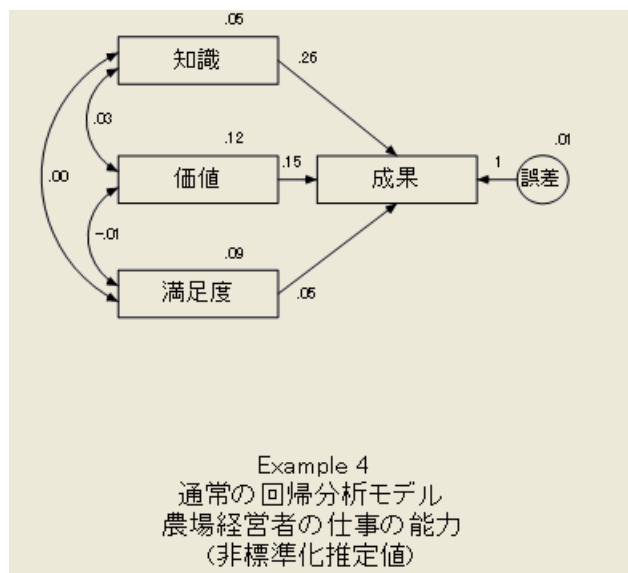 .05
知識
.26
.03
.12
.01
.00
価値
.15
成果
1
誤差
-.01
.09
満足度
.05
Example 4
通常の回帰分析モデル
農場経営者の仕事の能力
(非標準化推定値)